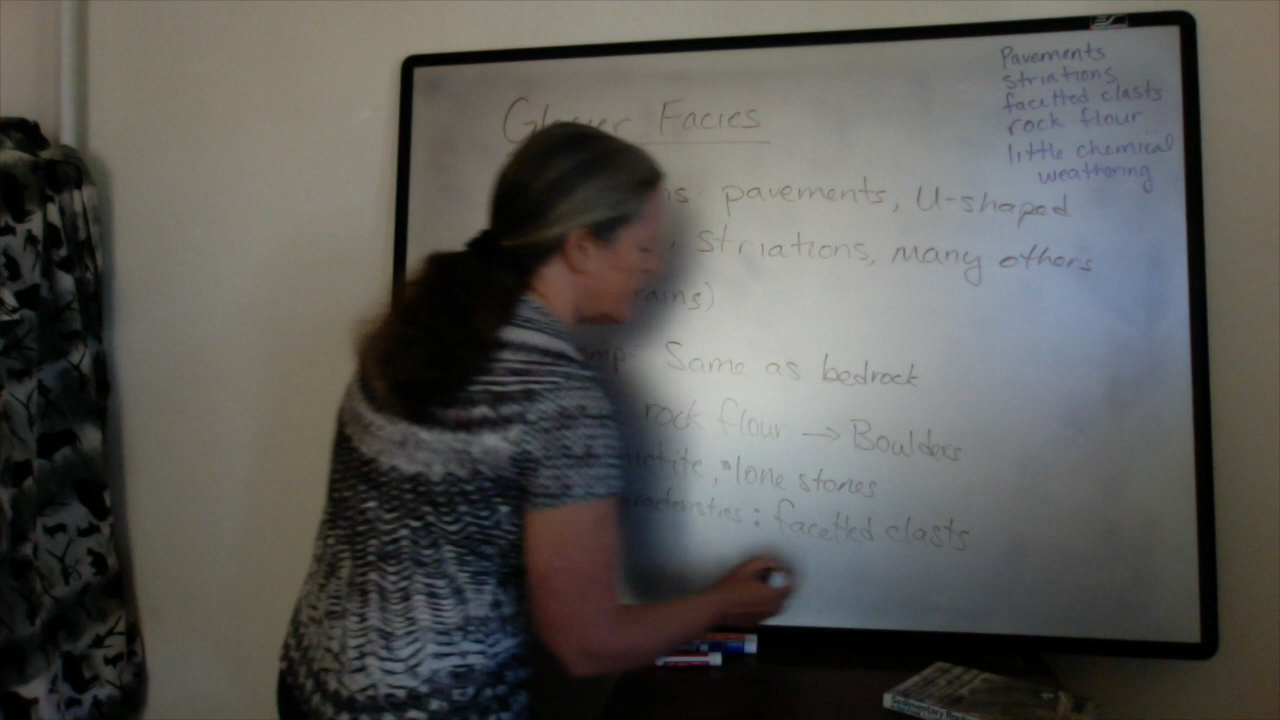 Pavements
striations
facetted clasts
rock flour
little chemical
weathering
Glacier Facies
pavements, U-shaped
striations, many others
Same as bedrock
rock flour → Boulders
"lone stones
: facetted clasts